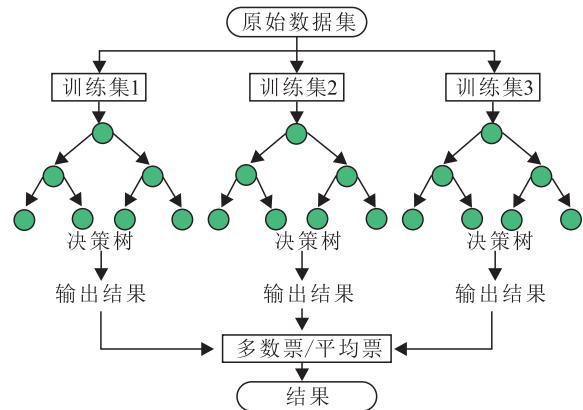 原始数据集
训练集1
训练集2
训练集3
决策树
决策树
决策树
输出结果
输出结果
输出结果
多数票/平均票
结果